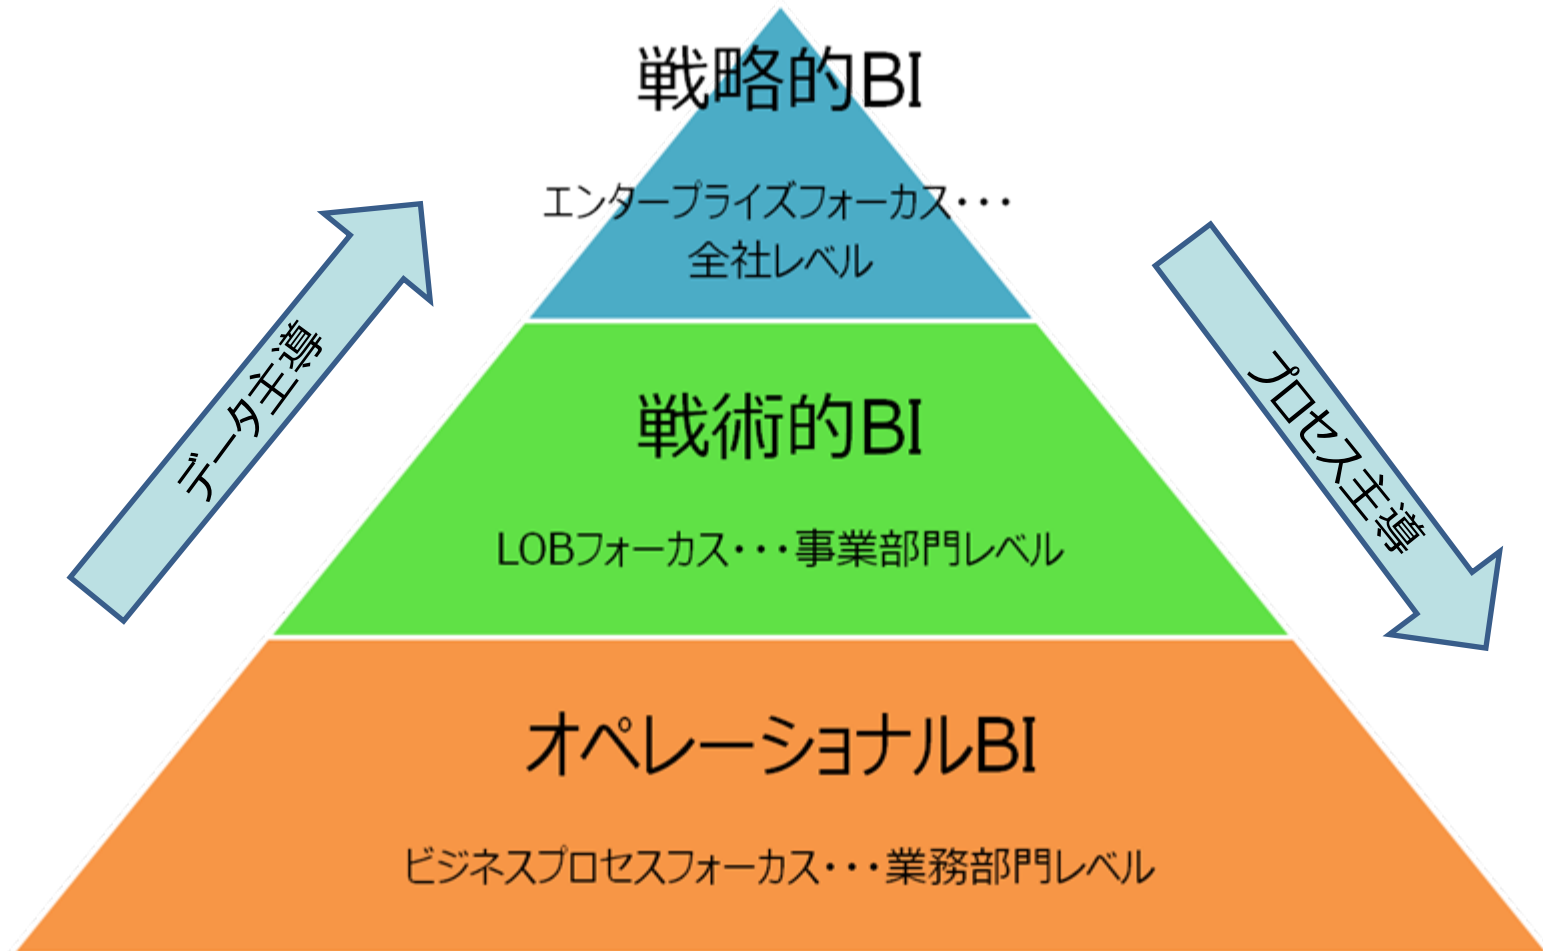 戦略的BI
エンタープライズフォーカス・・・
全社レベル
データ主導
プロセス主導
戦術的BI
LOBフォーカス・・・事業部門レベル
オペレーショナルBI
ビジネスプロセスフォーカス・・・業務部門レベル